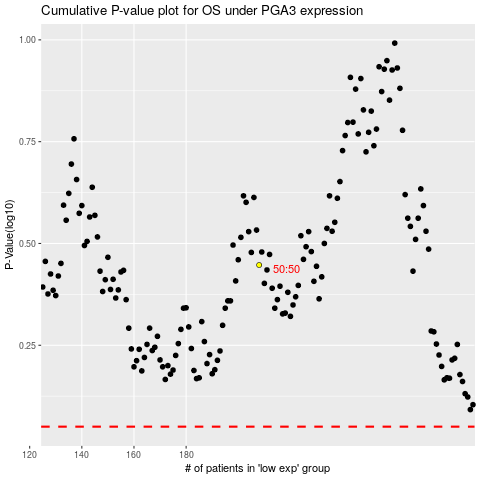 Cumulative P-value plot for OS under PGA3 expression
P-Value(log10)
1.00
0.75
0.50
0.25
50:50
120 140 160 180
# of patients in 'low exp' group